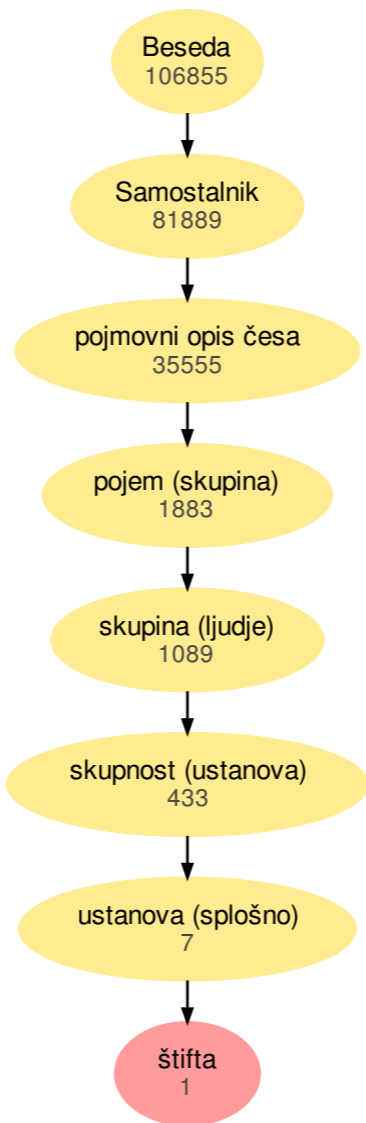 Beseda
106855
Samostalnik
81889
pojmovni opis česa
35555
pojem (skupina)
1883
skupina (ljudje)
1089
skupnost (ustanova)
433
ustanova (splošno)
7
štifta
1